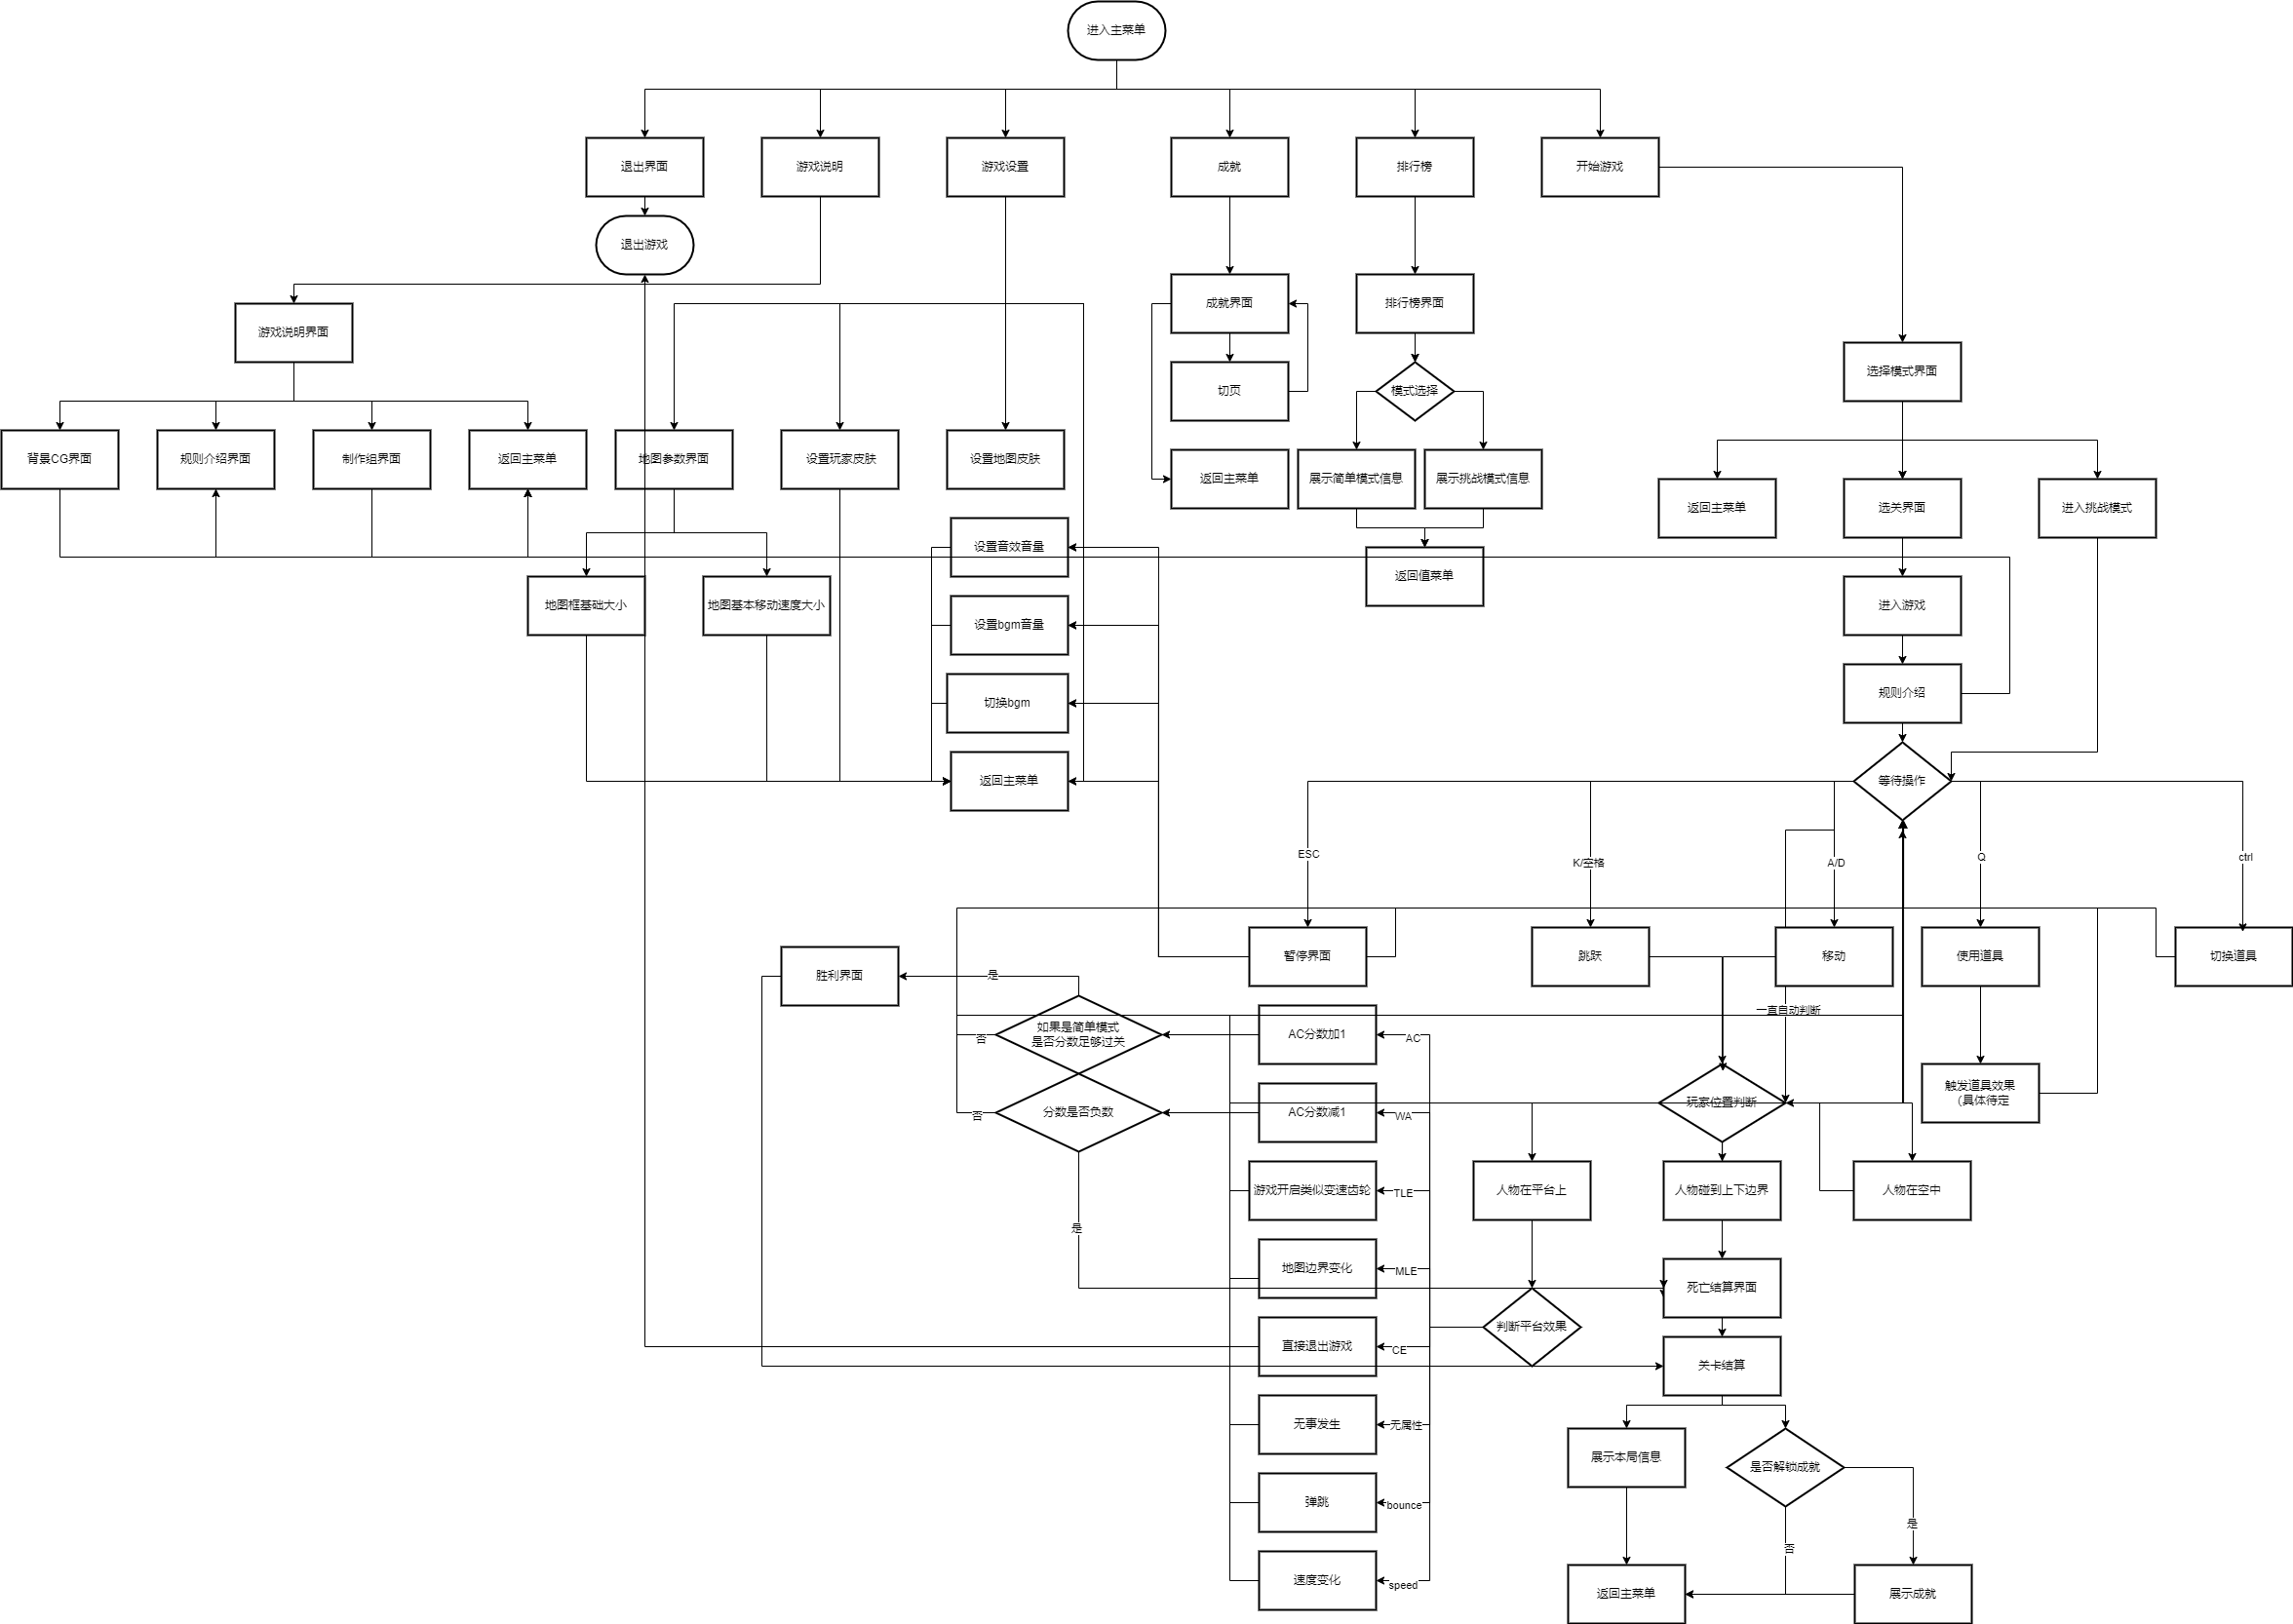 进入主菜单
退出界面
游戏说明
游戏设置
成就
排行榜
开始游戏
退出游戏
游戏说明界面
成就界面
排行榜界面
选择模式界面
切页
模式选择
背景CG界面
规则介绍界面
制作组界面
返回主菜单
地图参数界面
设置玩家皮肤
设置地图皮肤
返回主菜单
展示简单模式信息
展示挑战模式信息
返回主菜单
选关界面
进入挑战模式
设置音效音量
返回值菜单
地图框基础大小
地图基本移动速度大小
设置bgm音量
进入游戏
切换bgm
规则介绍
返回主菜单
等待操作
ESC
K/空格
A/D
Q
ctrl
胜利界面
是
暂停界面
跳跃
移动
使用道具
切换道具
一直自动判断
如果是简单模式
是否分数足够过关
否
AC分数加1
AC
分数是否负数
否
AC分数减1
WA
玩家位置判断
触发道具效果
（具体待定
游戏开启类似变速齿轮
TLE
人物在平台上
人物碰到上下边界
人物在空中
是
地图边界变化
MLE
死亡结算界面
直接退出游戏
CE
判断平台效果
关卡结算
无事发生
无属性
展示本局信息
是否解锁成就
弹跳
bounce
是
否
速度变化
speed
返回主菜单
展示成就